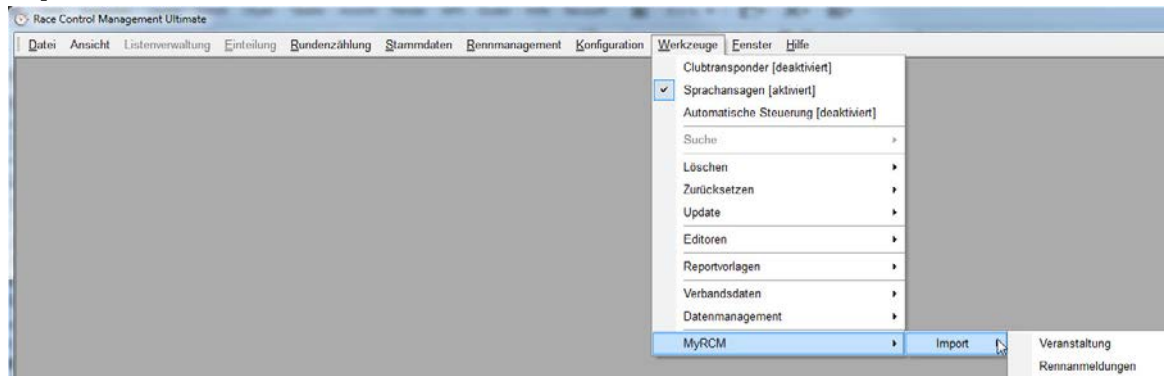 Race Control Management Ultimate
Datei Ansicht Listenverwaltung Einteilung Rundenzählung Stammdaten Rennmanagement Konfiguration Werkzeuge Fenster Hilfe
Clubtransponder [deaktiviert]
Sprachansagen [aktiviert]
Automatische Steuerung [deaktiviert]
Suche
Löschen
Zurücksetzen
Update
Editoren
Reportvorlagen
Verbandsdaten
Datenmanagement
MyRCM Import Veranstaltung
Rennanmeldungen